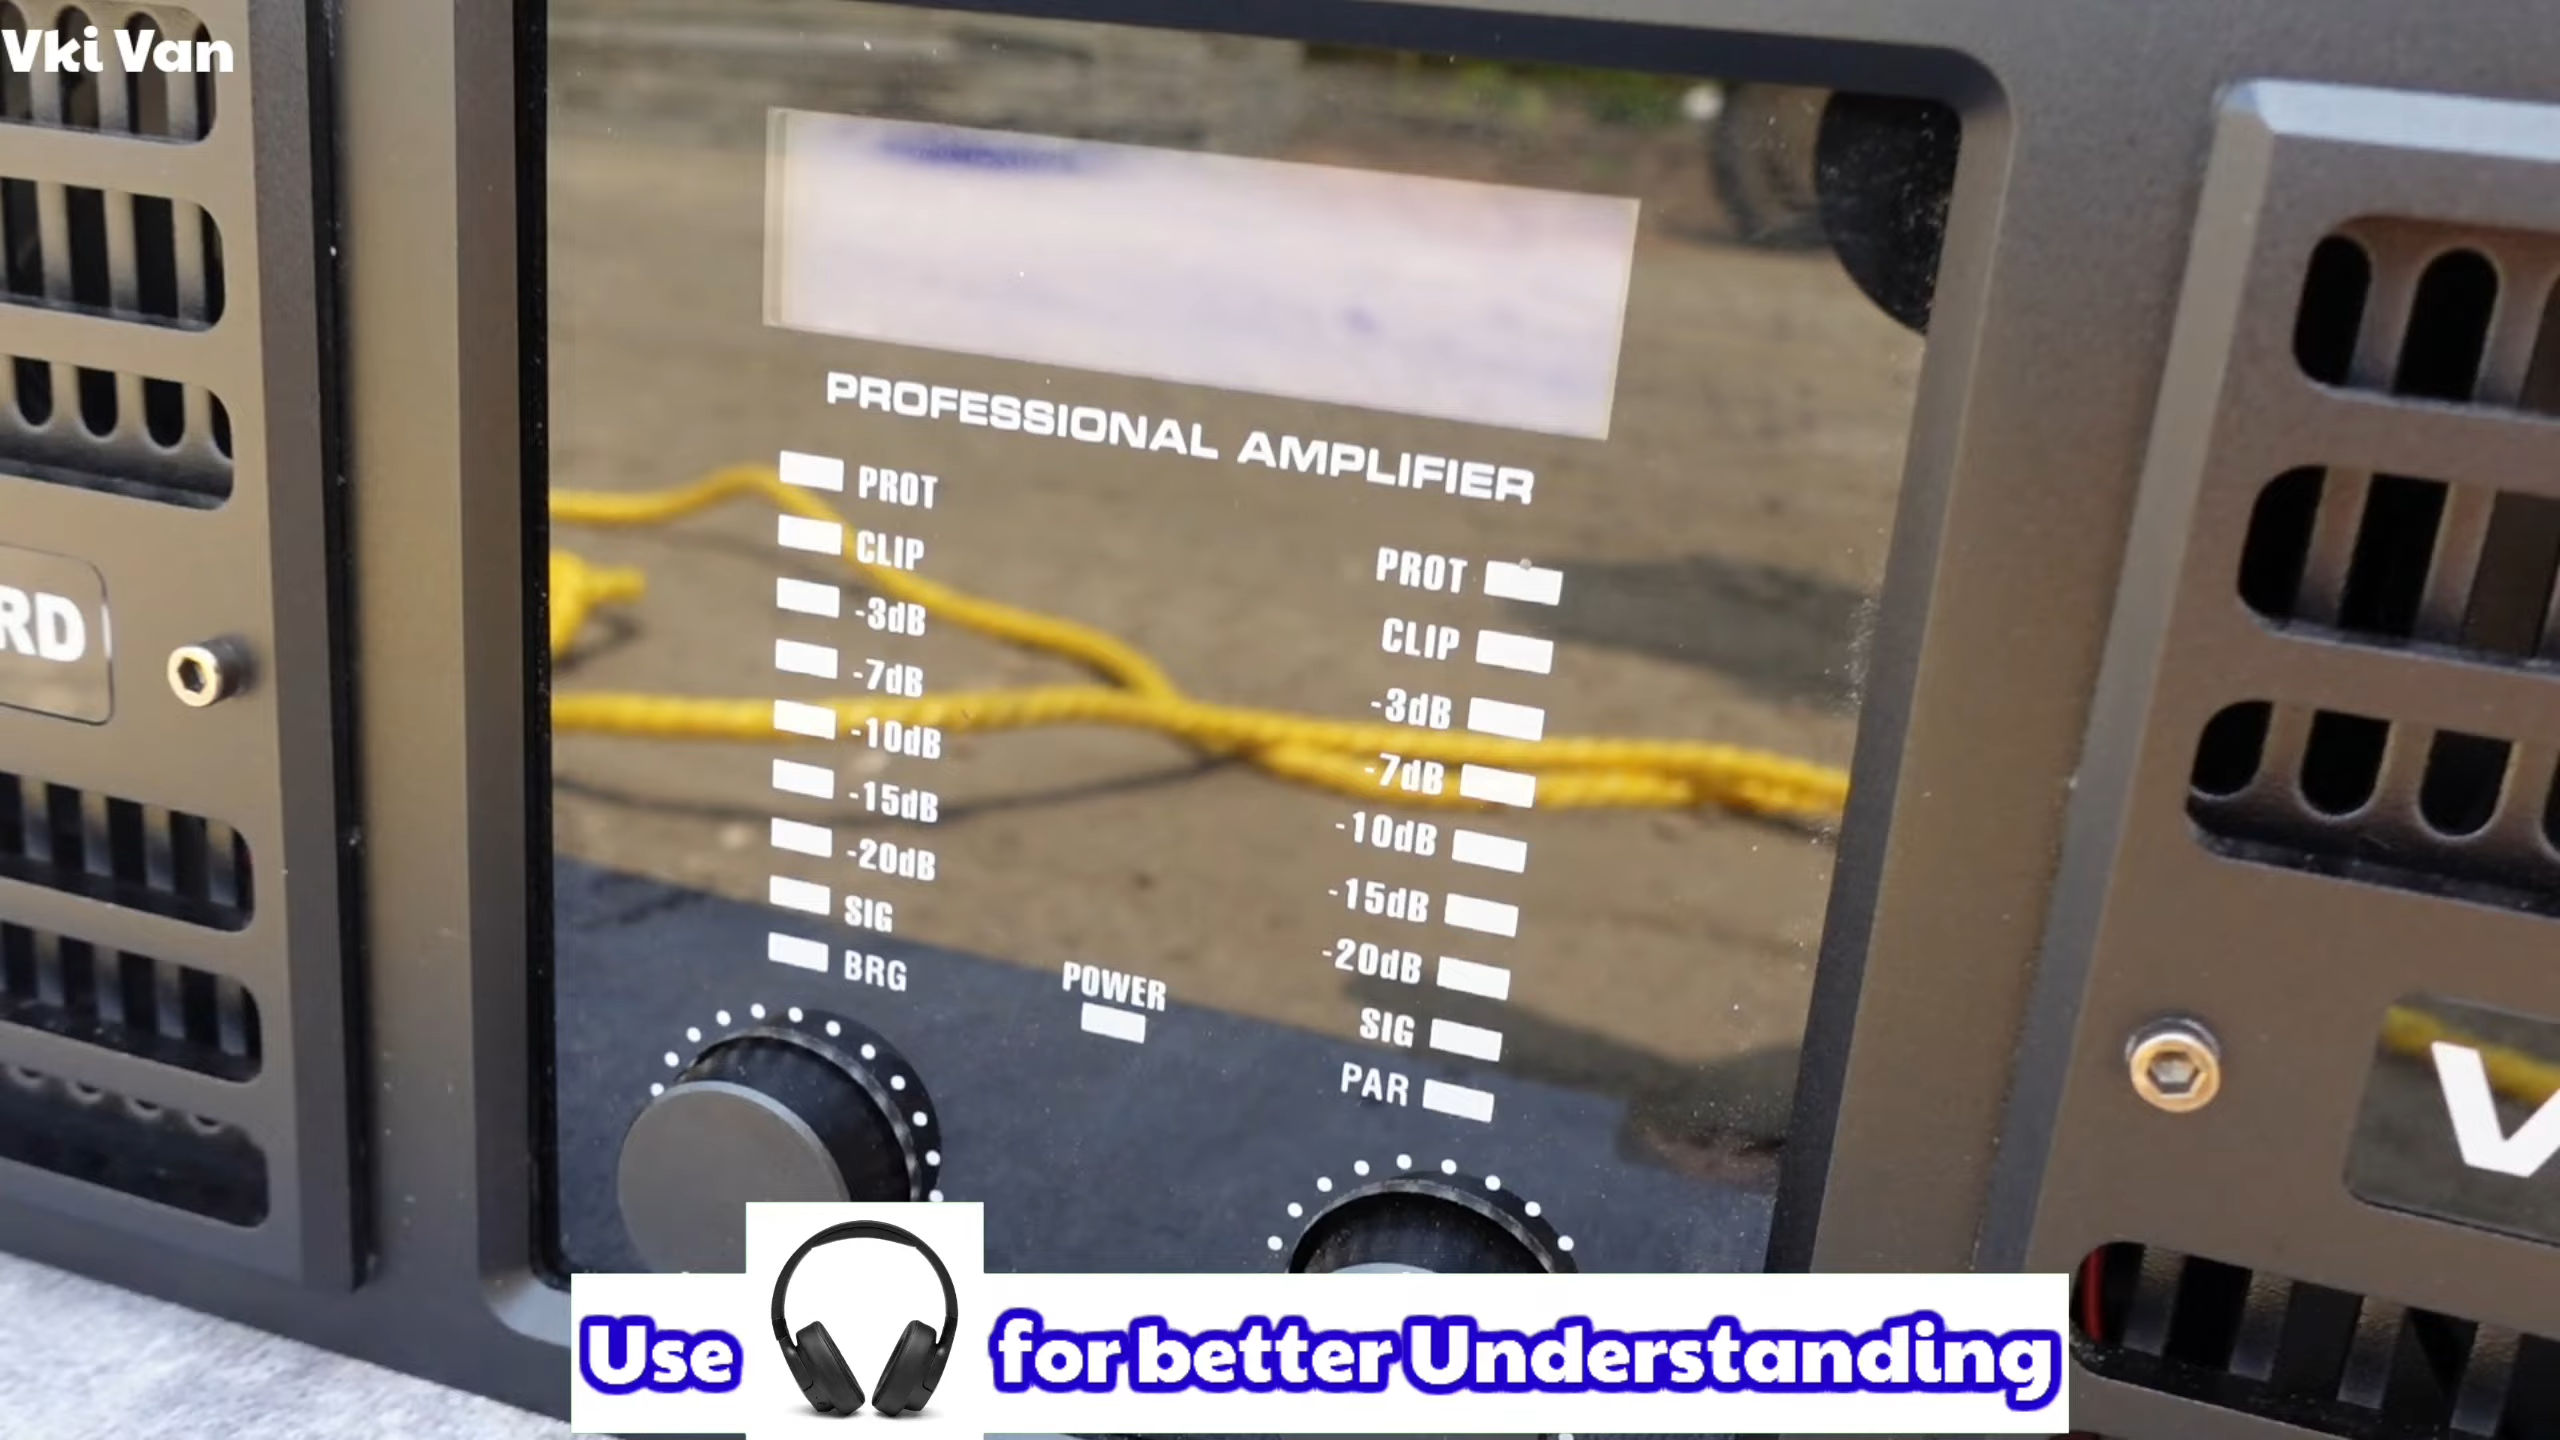 Vki Van
PROFESSIONAL AMPLIFIER
PROT
CLIP
-3dB
-7dB
-10dB
-15dB
-20dB
SIG
BRG
POWER
PROT
CLIP
-3dB
-7dB
-10dB
-15dB
-20dB
SIG
PAR
RD
V
Use for better Understanding